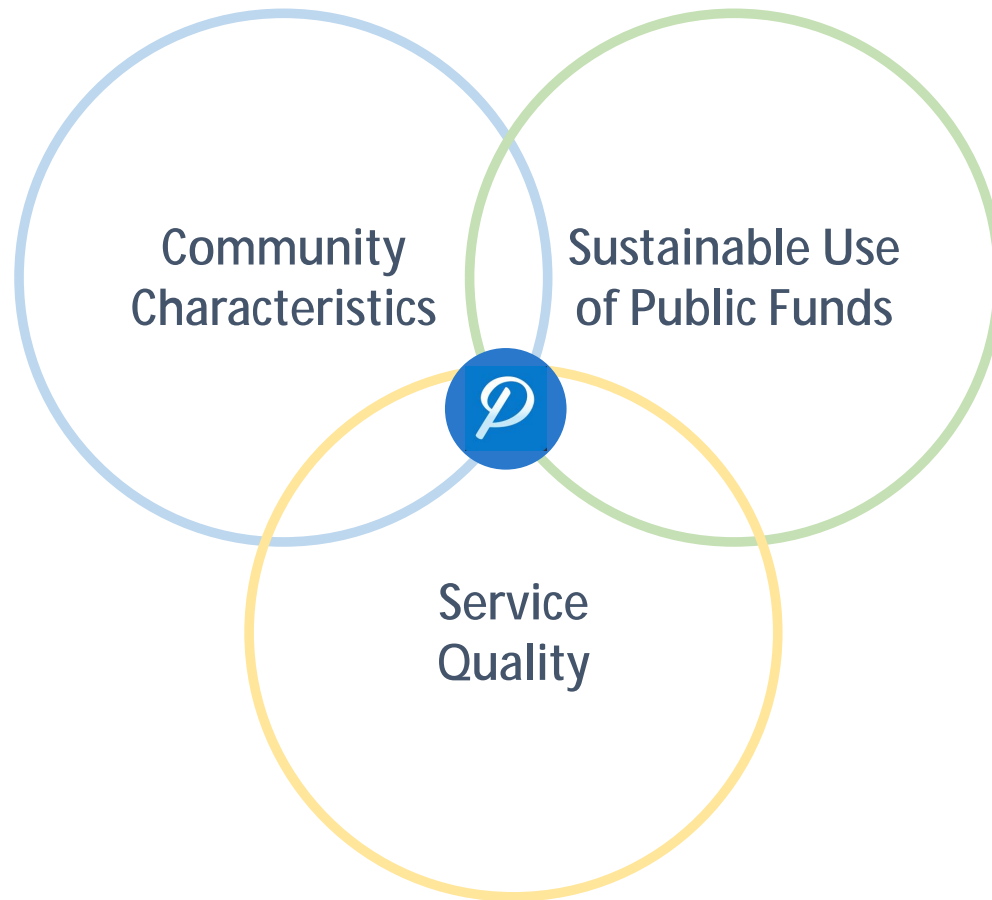 Community
Characteristics
Sustainable Use
of Public Funds
P
Service
Quality